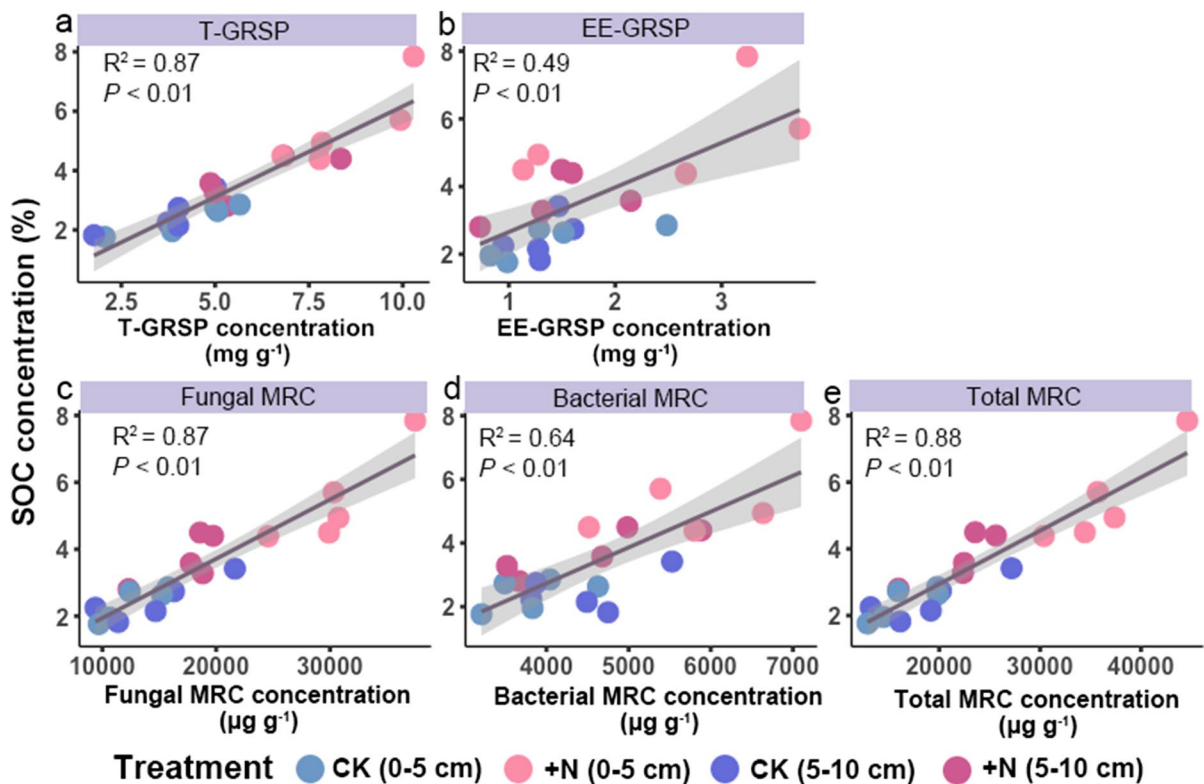 a
T-GRSP
b
EE-GRSP
R² = 0.87
P < 0.01
R² = 0.49
P < 0.01
8
6
4
2
8
6
4
2
2.5 5.0 7.5 10.0
1 2 3
T-GRSP concentration
(mg g⁻¹)
EE-GRSP concentration
(mg g⁻¹)
SOC concentration (%)
c
Fungal MRC
d
Bacterial MRC
e
Total MRC
R² = 0.87
P < 0.01
R² = 0.64
P < 0.01
R² = 0.88
P < 0.01
8
6
4
2
8
6
4
2
8
6
4
2
10000 20000 30000
4000 5000 6000 7000
20000 30000 40000
Fungal MRC concentration
(µg g⁻¹)
Bacterial MRC concentration
(µg g⁻¹)
Total MRC concentration
(µg g⁻¹)
Treatment CK (0-5 cm) +N (0-5 cm) CK (5-10 cm) +N (5-10 cm)